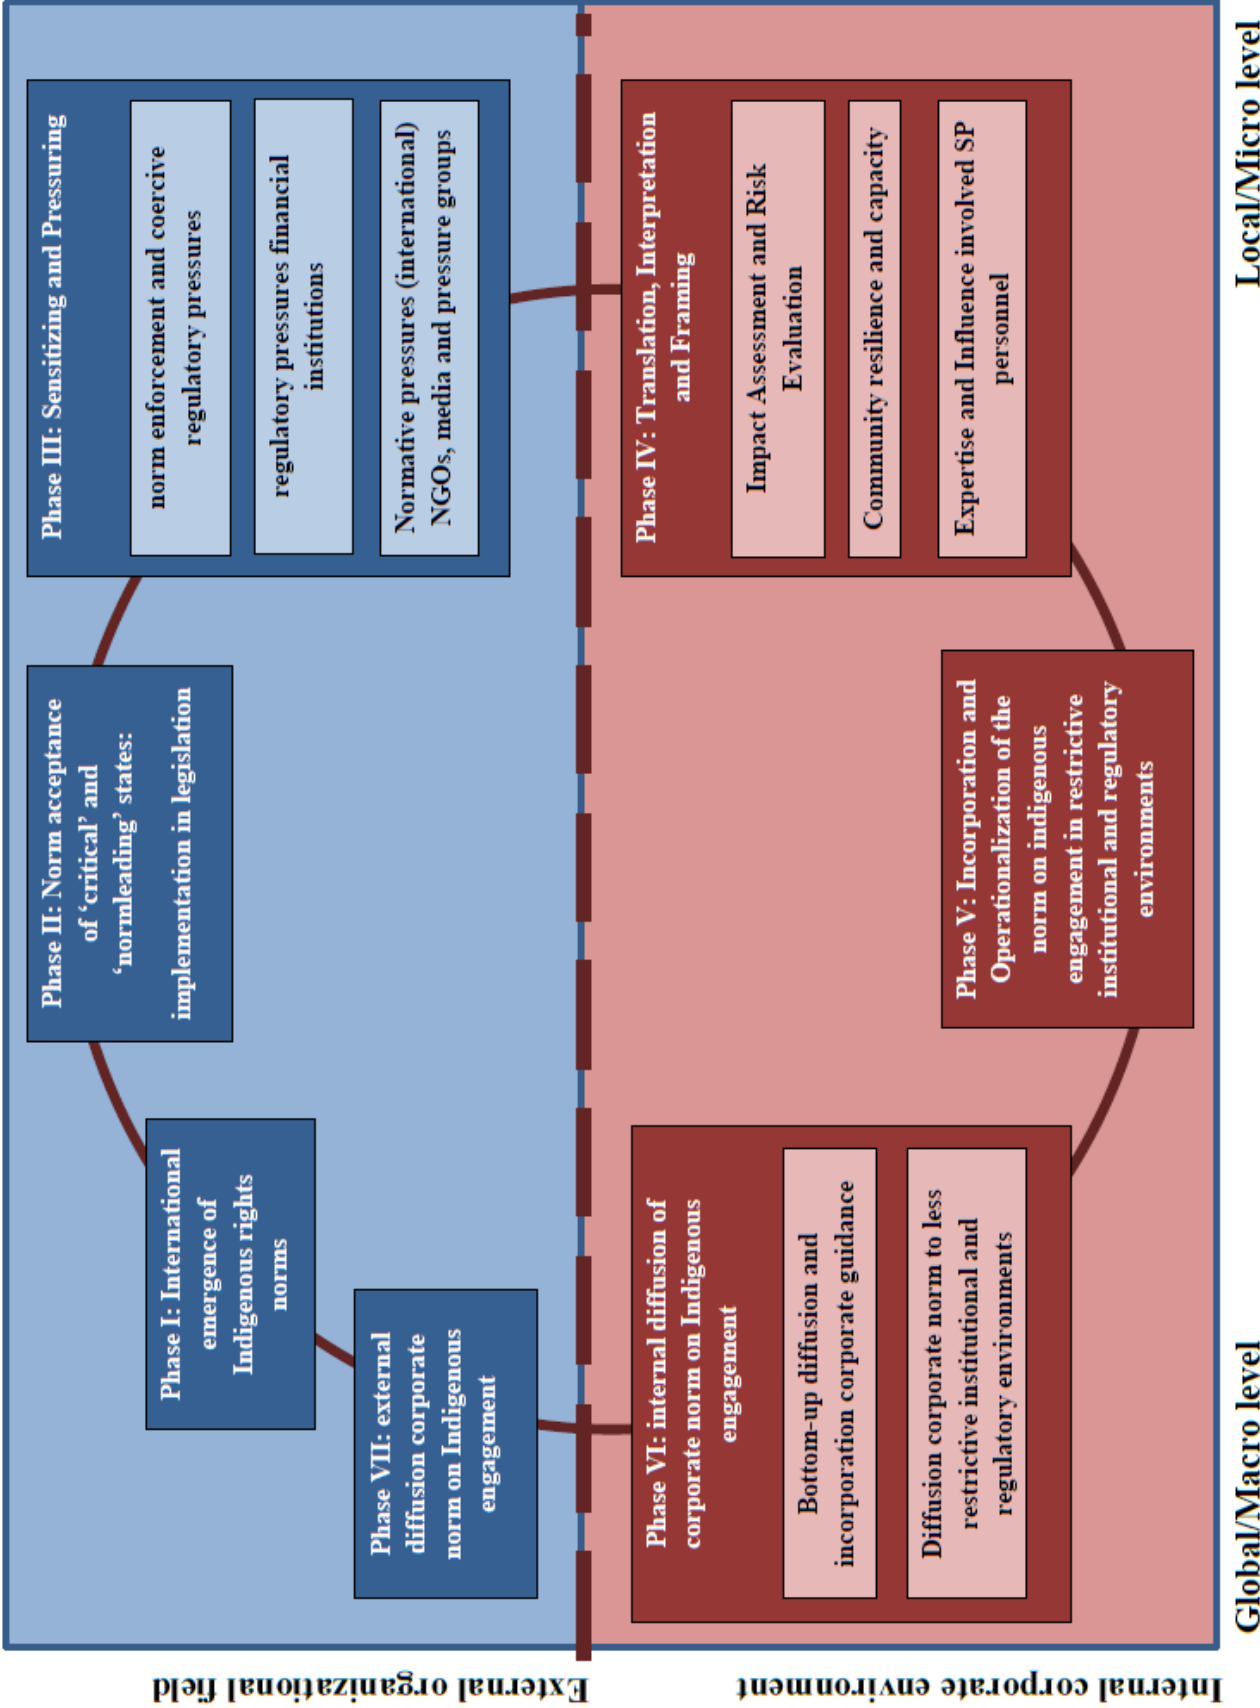 Phase I: International
emergence of
Indigenous rights
norms
Phase II: Norm acceptance
of ‘critical’ and
‘normleading’ states:
implementation in legislation
Phase III: Sensitizing and Pressuring
norm enforcement and coercive
regulatory pressures
regulatory pressures financial
institutions
Normative pressures (international)
NGOs, media and pressure groups
Phase IV: Translation, Interpretation
and Framing
Impact Assessment and Risk
Evaluation
Community resilience and capacity
Expertise and Influence involved SP
personnel
Phase V: Incorporation and
Operationalization of the
norm on indigenous
engagement in restrictive
institutional and regulatory
environments
Phase VI: internal diffusion of
corporate norm on Indigenous
engagement
Bottom-up diffusion and
incorporation corporate guidance
Diffusion corporate norm to less
restrictive institutional and
regulatory environments
Phase VII: external
diffusion corporate
norm on Indigenous
engagement
External organizational field
Internal corporate environment
Global/Macro level
Local/Micro level